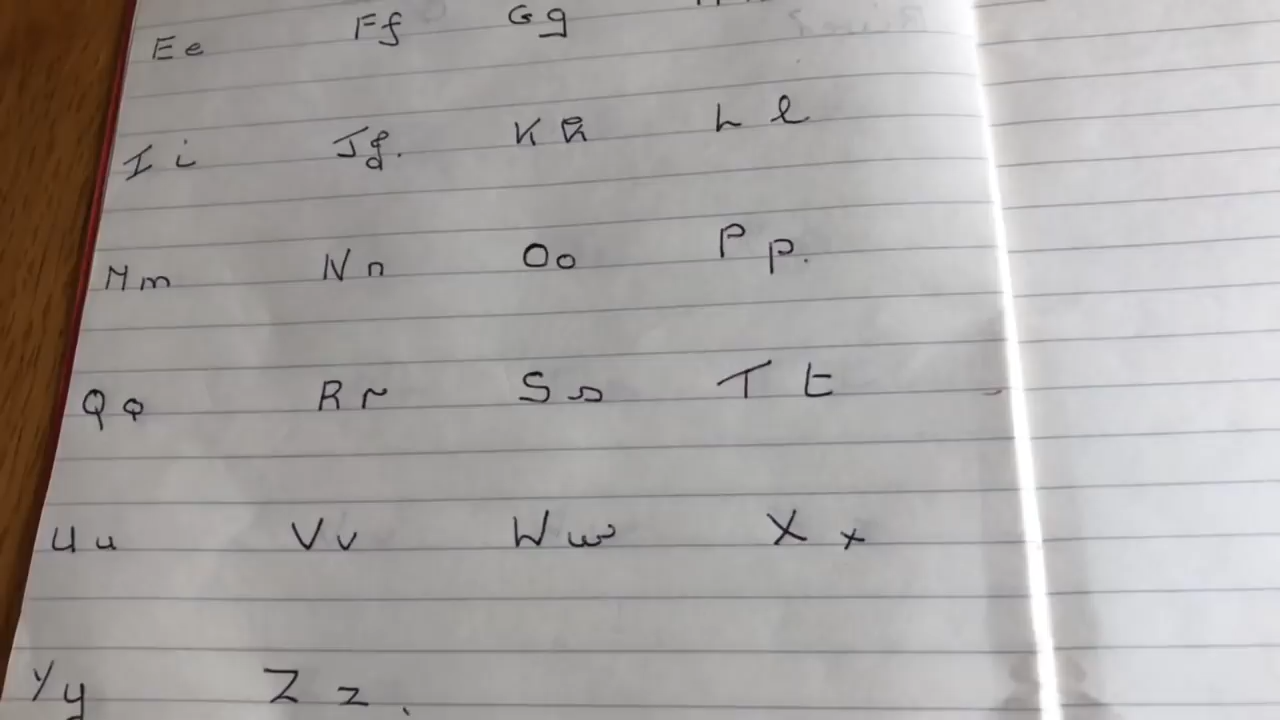 Ee Ff Gg
Ii Jj. Kk Ll
Mm Nn Oo Pp.
Qq Rr Ss Tt
Uu Vv Ww Xx
Yy Zz.